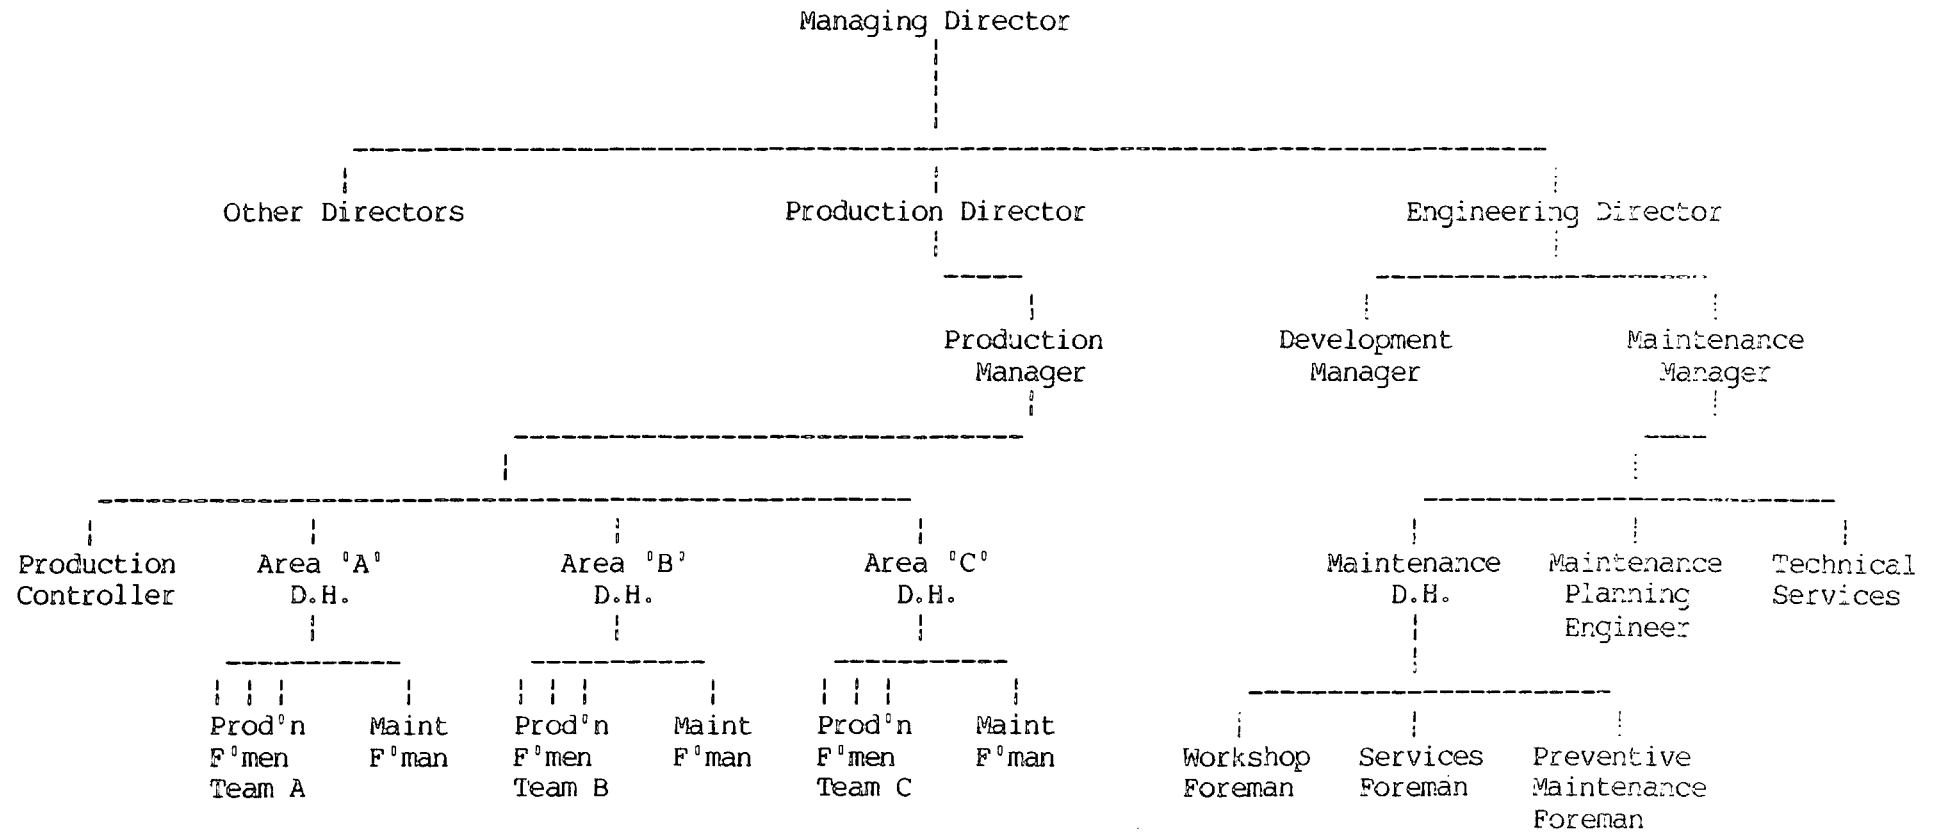 Managing Director
Other Directors
Production Director
Engineering Director
Production
Manager
Development
Manager
Maintenance
Manager
Production
Controller
Area 'A'
D.H.
Area 'B'
D.H.
Area 'C'
D.H.
Maintenance
D.H.
Maintenance
Planning
Engineer
Technical
Services
Prod'n
F'men
Team A
Maint
F'man
Prod'n
F'men
Team B
Maint
F'man
Prod'n
F'men
Team C
Maint
F'man
Workshop
Foreman
Services
Foreman
Preventive
Maintenance
Foreman